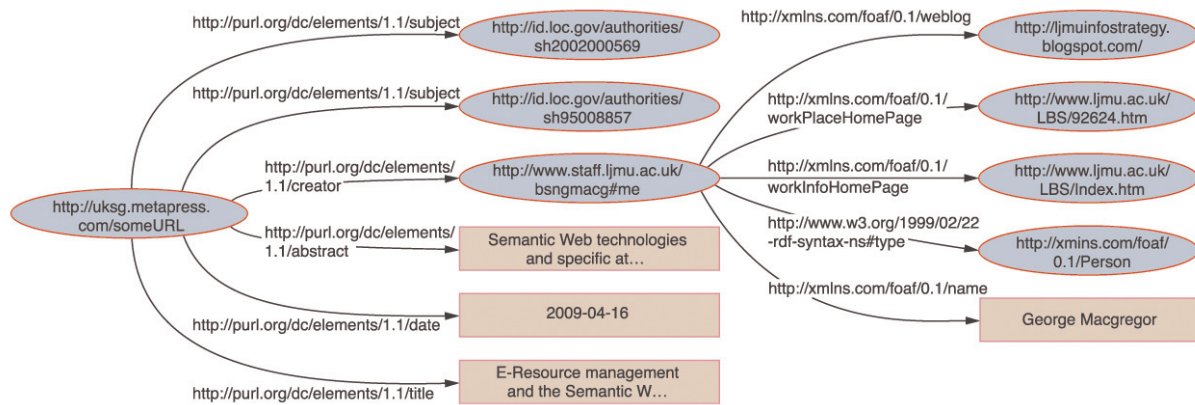 http://purl.org/dc/elements/1.1/subject
http://id.loc.gov/authorities/
sh2002000569
http://purl.org/dc/elements/1.1/subject
http://id.loc.gov/authorities/
sh95008857
http://purl.org/dc/elements/
1.1/creator
http://www.staff.ljmu.ac.uk/
bsngmacg#me
http://uksg.metapress.
com/someURL
http://purl.org/dc/elements/
1.1/abstract
Semantic Web technologies
and specific at…
http://purl.org/dc/elements/1.1/date
2009-04-16
http://purl.org/dc/elements/1.1/title
E-Resource management
and the Semantic W…
http://xmlns.com/foaf/0.1/weblog
http://ljmuinfostrategy.
blogspot.com/
http://xmlns.com/foaf/0.1/
workPlaceHomePage
http://www.ljmu.ac.uk/
LBS/92624.htm
http://xmlns.com/foaf/0.1/
workInfoHomePage
http://www.ljmu.ac.uk/
LBS/Index.htm
http://www.w3.org/1999/02/22
-rdf-syntax-ns#type
http://xmins.com/foaf/
0.1/Person
http://xmlns.com/foaf/0.1/name
George Macgregor